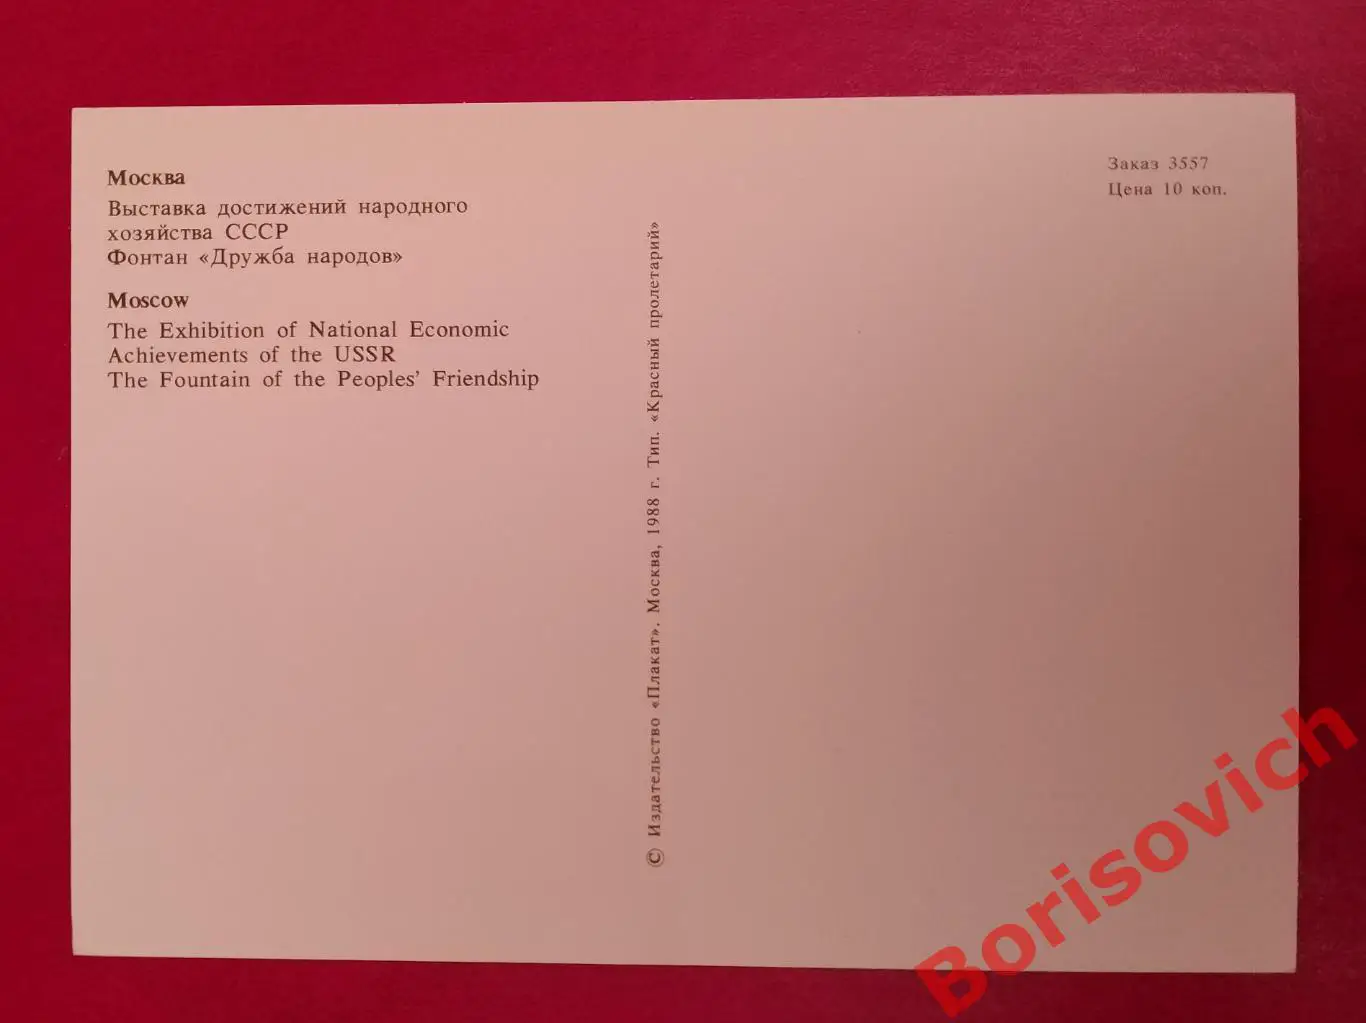 Москва
Выставка достижений народного
хозяйства СССР
Фонтан «Дружба народов»
Moscow
The Exhibition of National Economic
Achievements of the USSR
The Fountain of the Peoples' Friendship
© Издательство «Плакат». Москва, 1988 г. Тип. «Красный пролетарий»
Заказ 3557
Цена 10 коп.
Borisovich